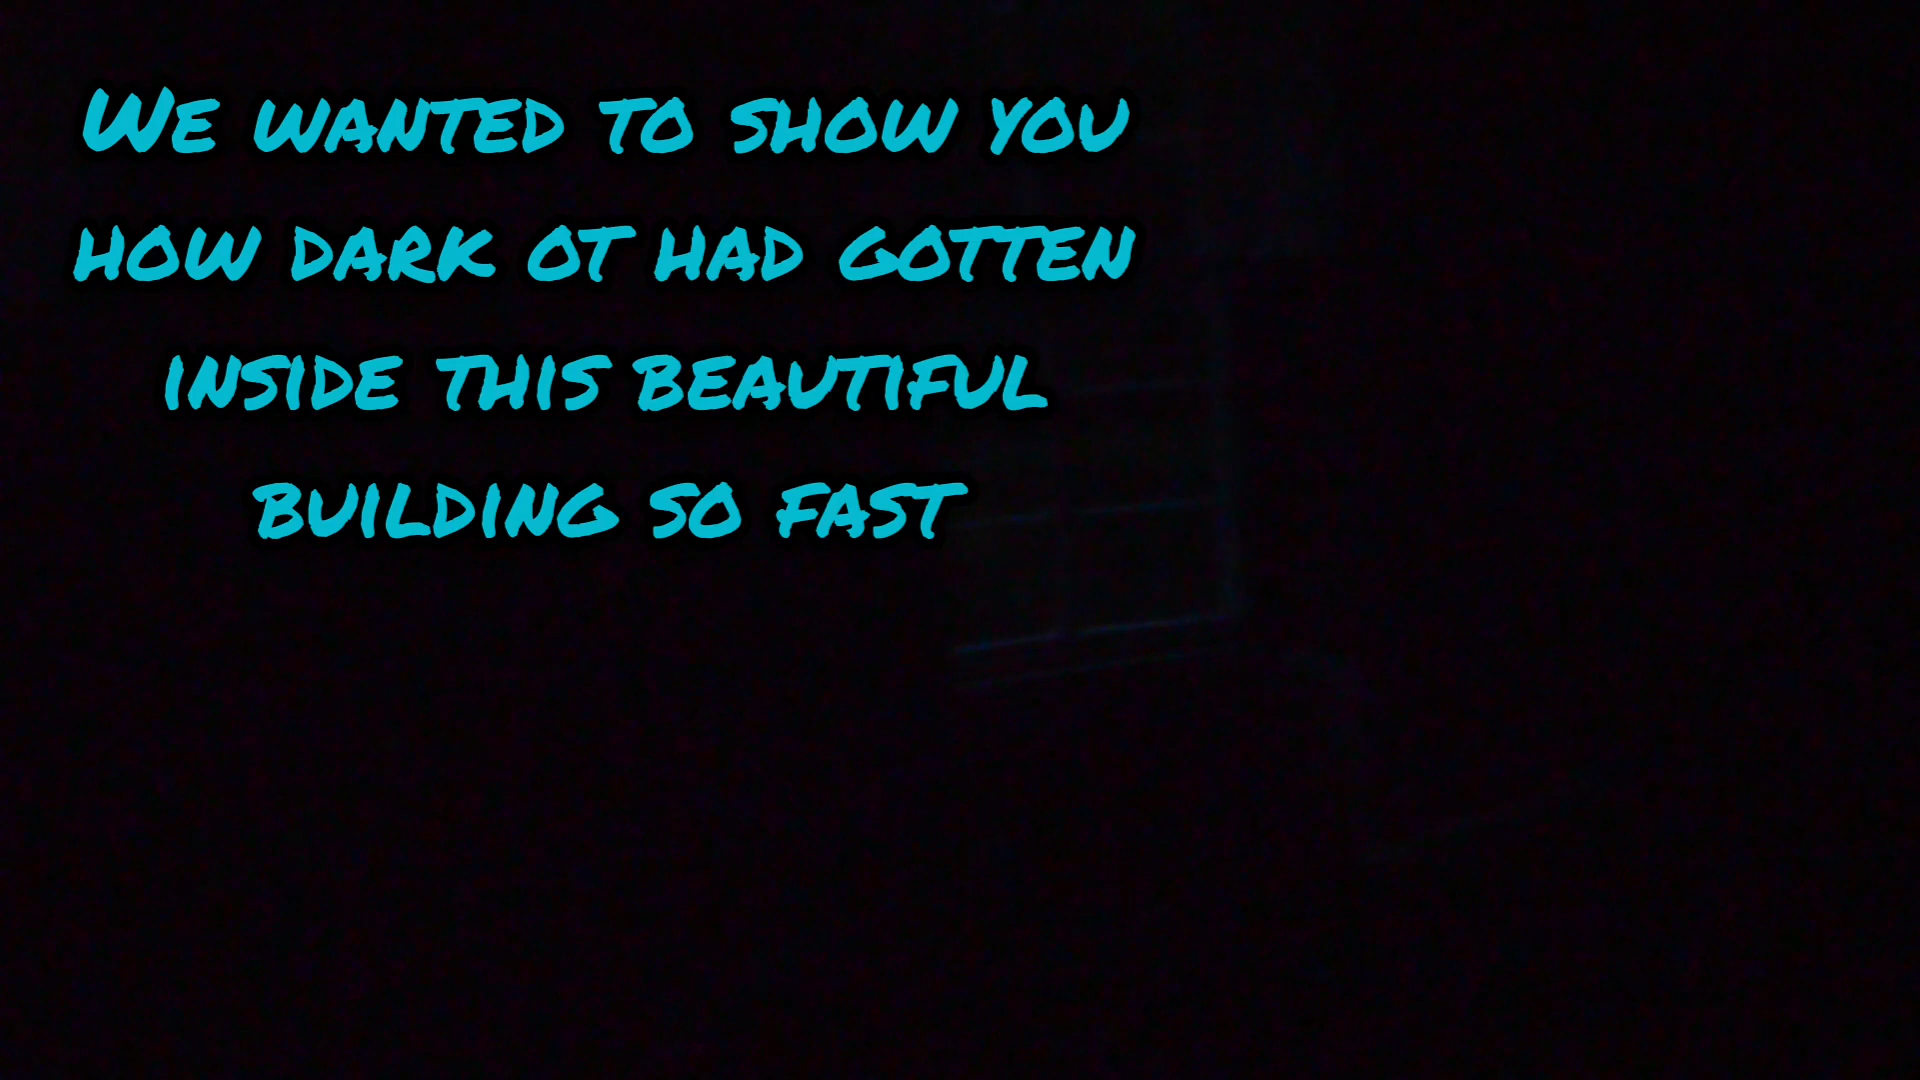 We wanted to show you
how dark ot had gotten
inside this beautiful
building so fast